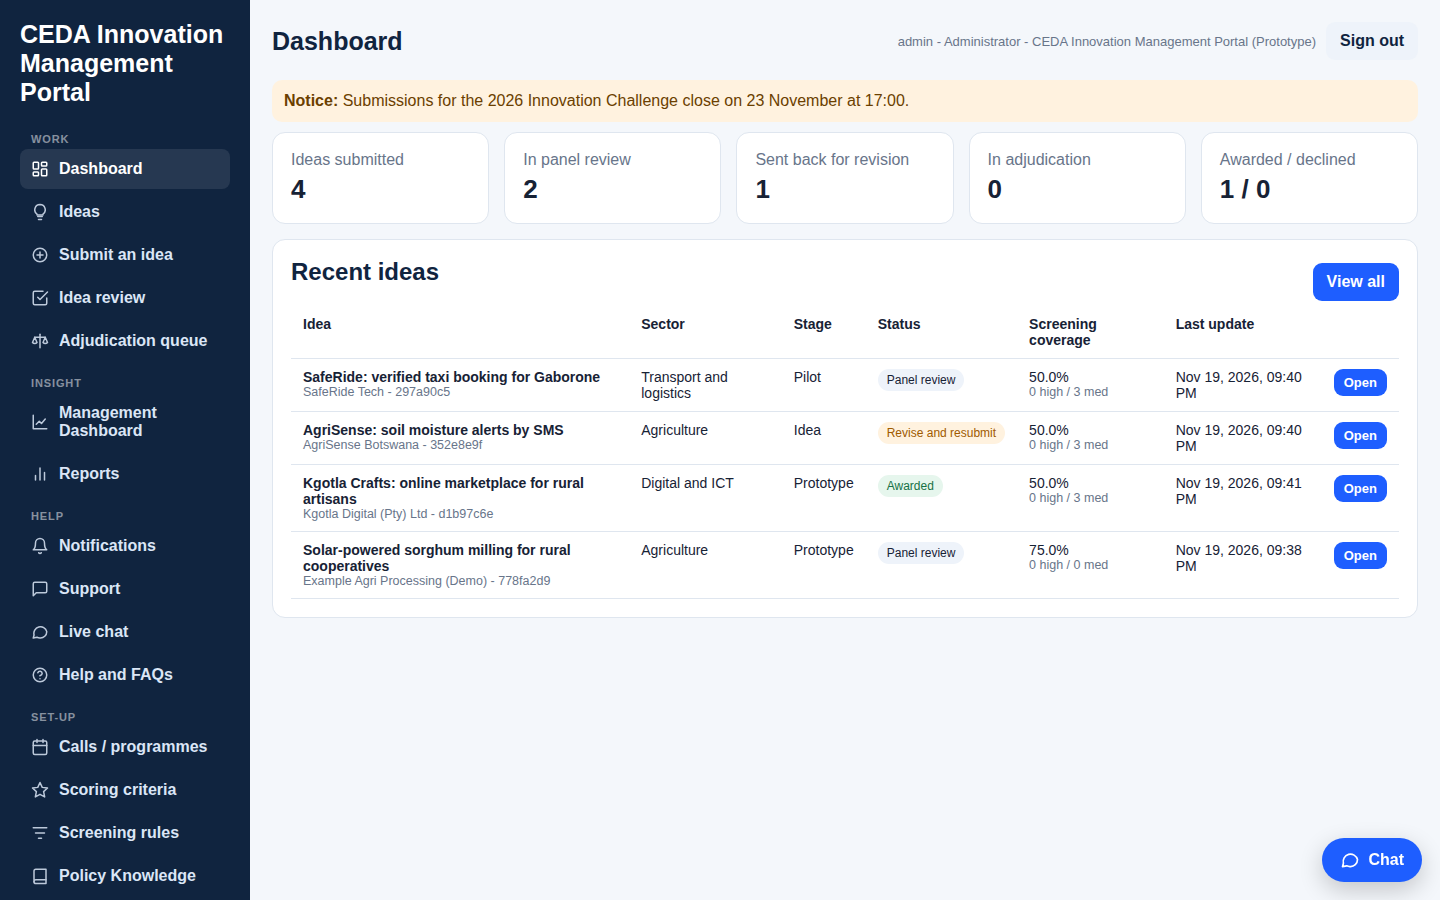 CEDA Innovation
Management
Portal
WORK
Dashboard
Ideas
Submit an idea
Idea review
Adjudication queue
INSIGHT
Management
Dashboard
Reports
HELP
Notifications
Support
Live chat
Help and FAQs
SET-UP
Calls / programmes
Scoring criteria
Screening rules
Policy Knowledge
Dashboard
admin - Administrator - CEDA Innovation Management Portal (Prototype)
Sign out
Notice: Submissions for the 2026 Innovation Challenge close on 23 November at 17:00.
Ideas submitted
4
In panel review
2
Sent back for revision
1
In adjudication
0
Awarded / declined
1 / 0
Recent ideas
View all
Idea Sector Stage Status Screening coverage Last update
SafeRide: verified taxi booking for Gaborone
SafeRide Tech - 297a90c5
Transport and
logistics
Pilot
Panel review
50.0%
0 high / 3 med
Nov 19, 2026, 09:40
PM
Open
AgriSense: soil moisture alerts by SMS
AgriSense Botswana - 352e8e9f
Agriculture
Idea
Revise and resubmit
50.0%
0 high / 3 med
Nov 19, 2026, 09:40
PM
Open
Kgotla Crafts: online marketplace for rural
artisans
Kgotla Digital (Pty) Ltd - d1b97c6e
Digital and ICT
Prototype
Awarded
50.0%
0 high / 3 med
Nov 19, 2026, 09:41
PM
Open
Solar-powered sorghum milling for rural
cooperatives
Example Agri Processing (Demo) - 778fa2d9
Agriculture
Prototype
Panel review
75.0%
0 high / 0 med
Nov 19, 2026, 09:38
PM
Open
Chat